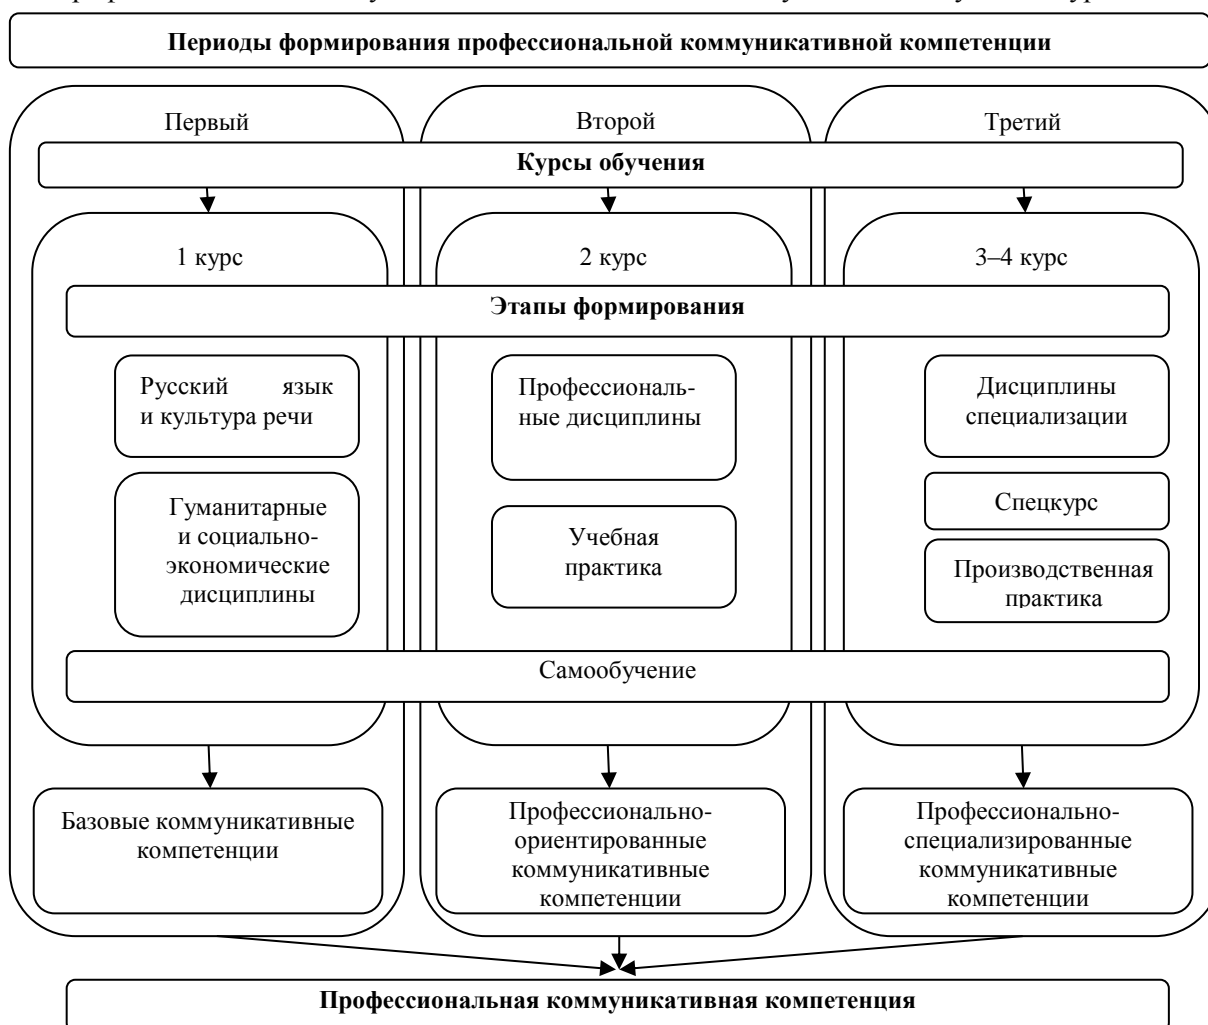 Периоды формирования профессиональной коммуникативной компетенции
Первый
Второй
Третий
Курсы обучения
1 курс
2 курс
3–4 курс
Этапы формирования
Русский язык
и культура речи
Гуманитарные
и социально-
экономические
дисциплины
Профессиональ-
ные дисциплины
Учебная
практика
Дисциплины
специализации
Спецкурс
Производственная
практика
Самообучение
Базовые коммуникативные
компетенции
Профессионально-
ориентированные
коммуникативные
компетенции
Профессионально-
специализированные
коммуникативные
компетенции
Профессиональная коммуникативная компетенция